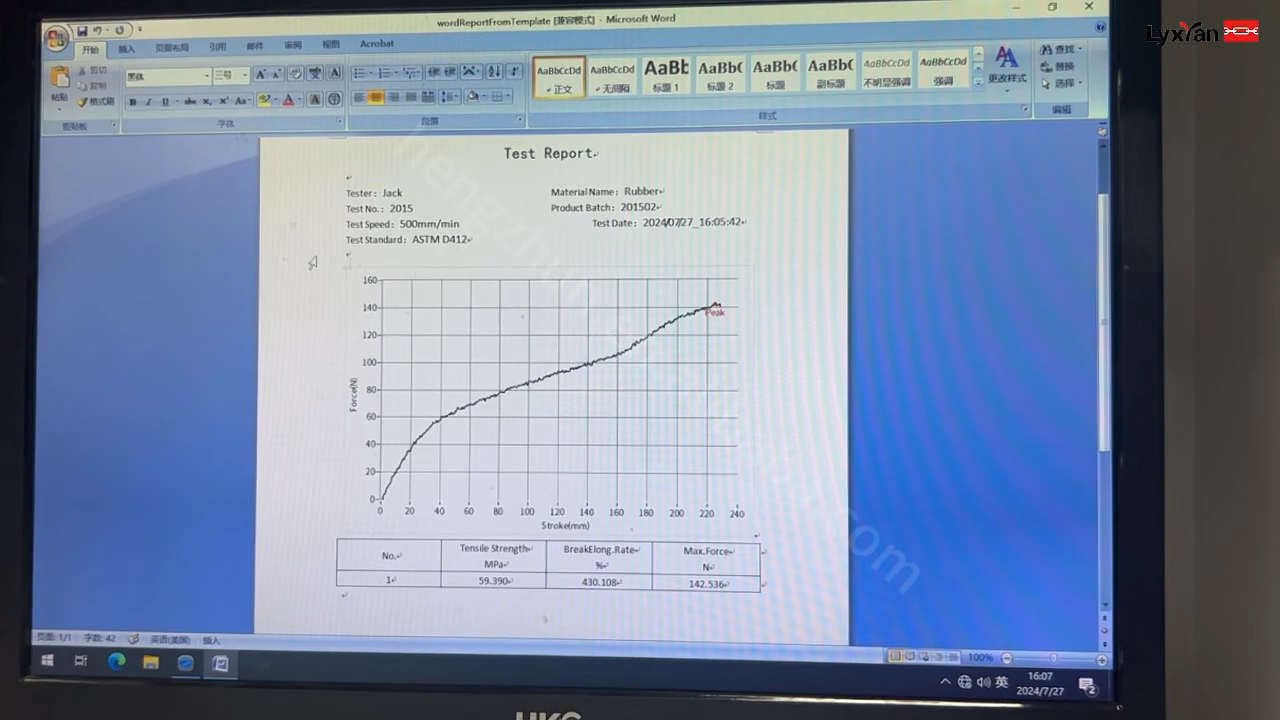 LyxYan
wordReportFromTemplate [兼容模式] - Microsoft Word
开始 插入 页面布局 引用 邮件 审阅 视图 Acrobat
粘贴 剪切 复制 格式刷
黑体 三号
AaBbCcDd AaBbCcDd AaBb AaBb( AaBb( AaBb( AaBbCcDd AaBbCcDd
正文 无间隔 标题 1 标题 2 标题 副标题 不明显强调 强调
更改样式
查找
替换
选择
剪贴板 字体 段落 样式 编辑
Test Report
Tester: Jack Material Name: Rubber
Test No.: 2015 Product Batch: 201502
Test Speed: 500mm/min Test Date: 2024/07/27_16:05:42
Test Standard: ASTM D412
160
140
120
100
80
60
40
20
0
Force(N)
Peak
0 20 40 60 80 100 120 140 160 180 200 220 240
Stroke(mm)
No. Tensile Strength BreakElong.Rate Max.Force
MPa % N
1 59.390 430.108 142.536
.com
页面: 1/1 字数: 42 英语(美国) 插入
100%
英 16:07
2024/7/27
2
HKC